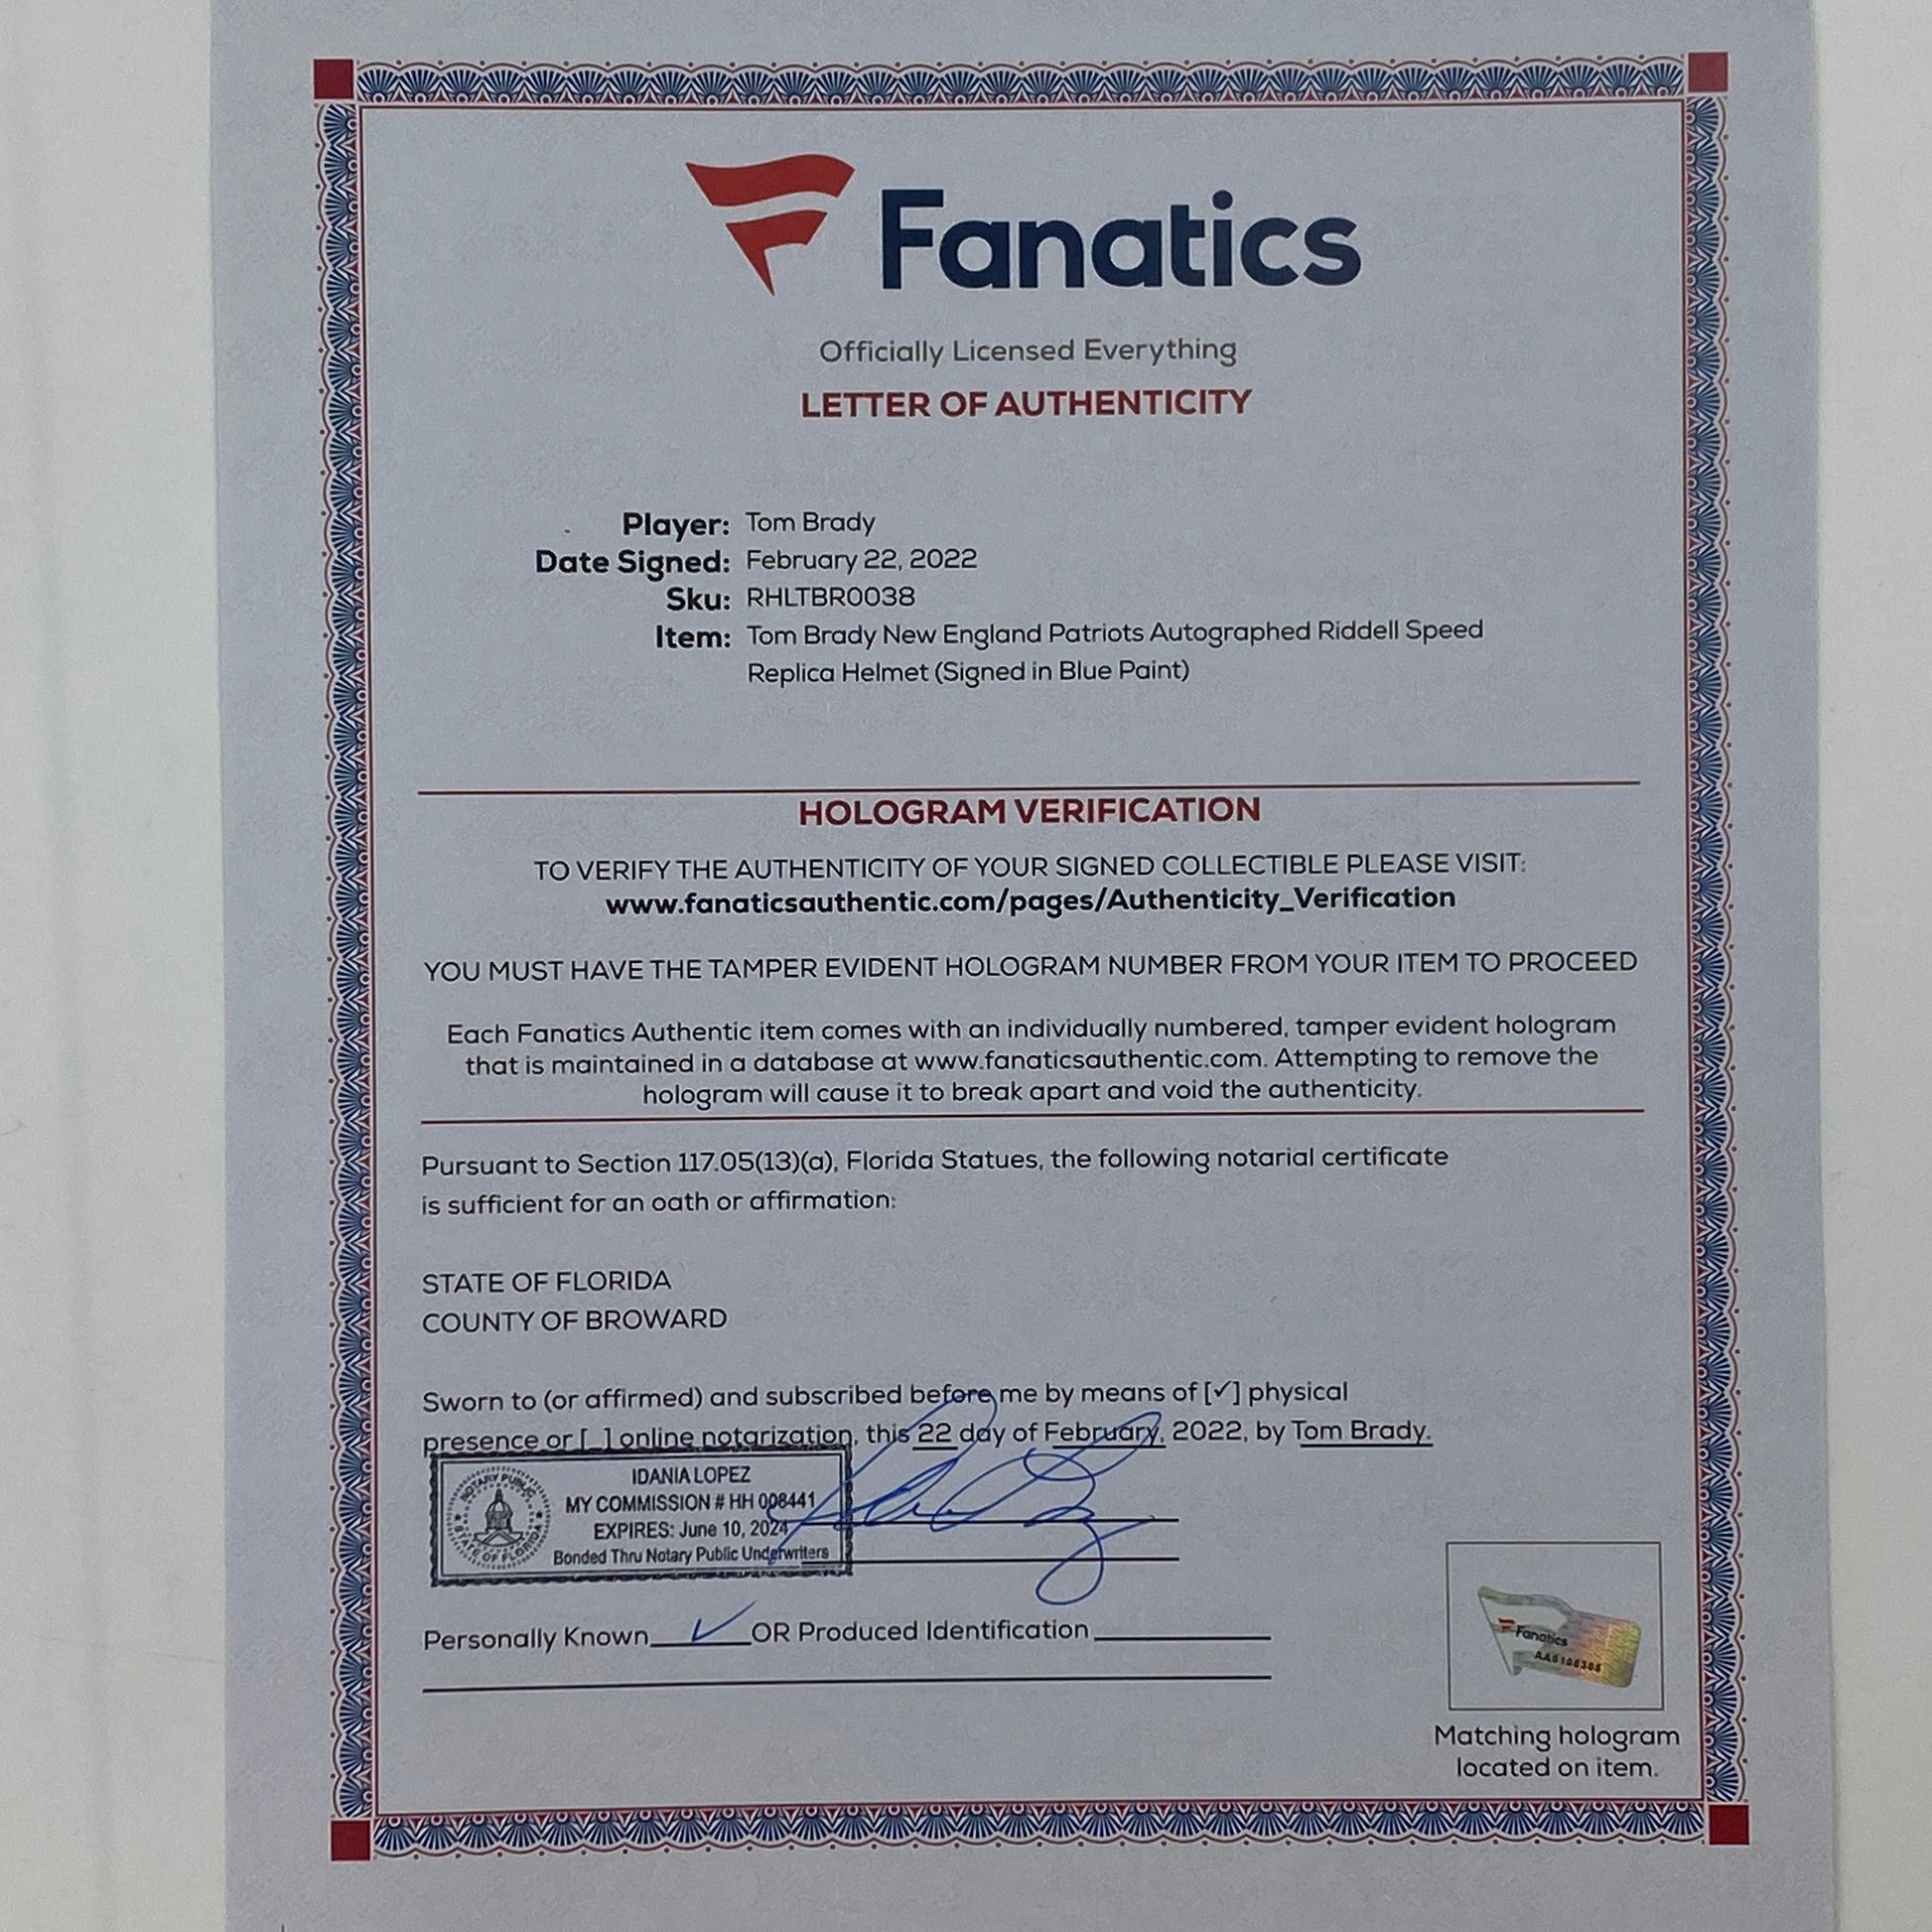 Fanatics
Officially Licensed Everything
LETTER OF AUTHENTICITY
Player: Tom Brady
Date Signed: February 22, 2022
Sku: RHLTBR0038
Item: Tom Brady New England Patriots Autographed Riddell Speed
Replica Helmet (Signed in Blue Paint)
HOLOGRAM VERIFICATION
TO VERIFY THE AUTHENTICITY OF YOUR SIGNED COLLECTIBLE PLEASE VISIT:
www.fanaticsauthentic.com/pages/Authenticity_Verification
YOU MUST HAVE THE TAMPER EVIDENT HOLOGRAM NUMBER FROM YOUR ITEM TO PROCEED
Each Fanatics Authentic item comes with an individually numbered, tamper evident hologram
that is maintained in a database at www.fanaticsauthentic.com. Attempting to remove the
hologram will cause it to break apart and void the authenticity.
Pursuant to Section 117.05(13)(a), Florida Statues, the following notarial certificate
is sufficient for an oath or affirmation:
STATE OF FLORIDA
COUNTY OF BROWARD
Sworn to (or affirmed) and subscribed before me by means of [✓] physical
presence or [ ] online notarization, this 22 day of February, 2022, by Tom Brady.
NOTARY PUBLIC
STATE OF FLORIDA
IDANIA LOPEZ
MY COMMISSION # HH 008441
EXPIRES: June 10, 2024
Bonded Thru Notary Public Underwriters
Personally Known ✓ OR Produced Identification
Fanatics
Matching hologram
located on item.